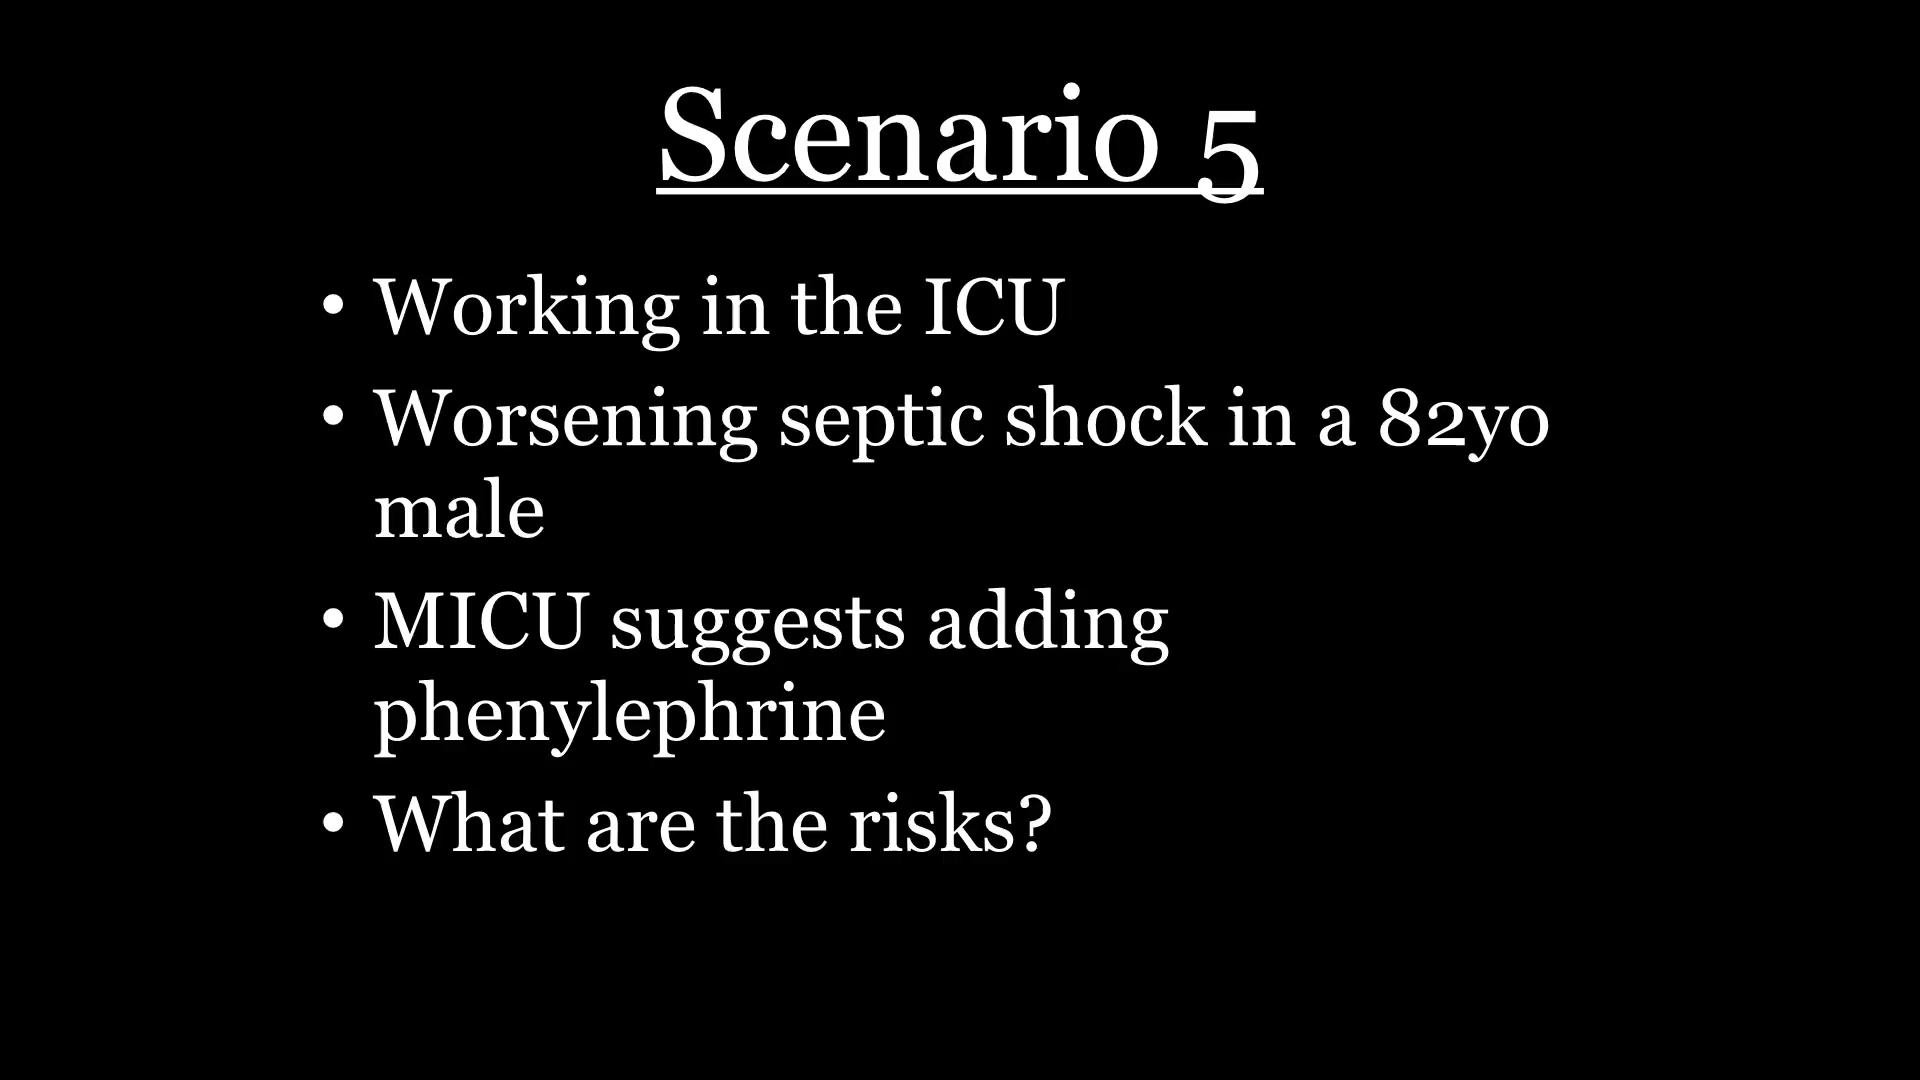 Scenario 5
• Working in the ICU
• Worsening septic shock in a 82yo
male
• MICU suggests adding
phenylephrine
• What are the risks?